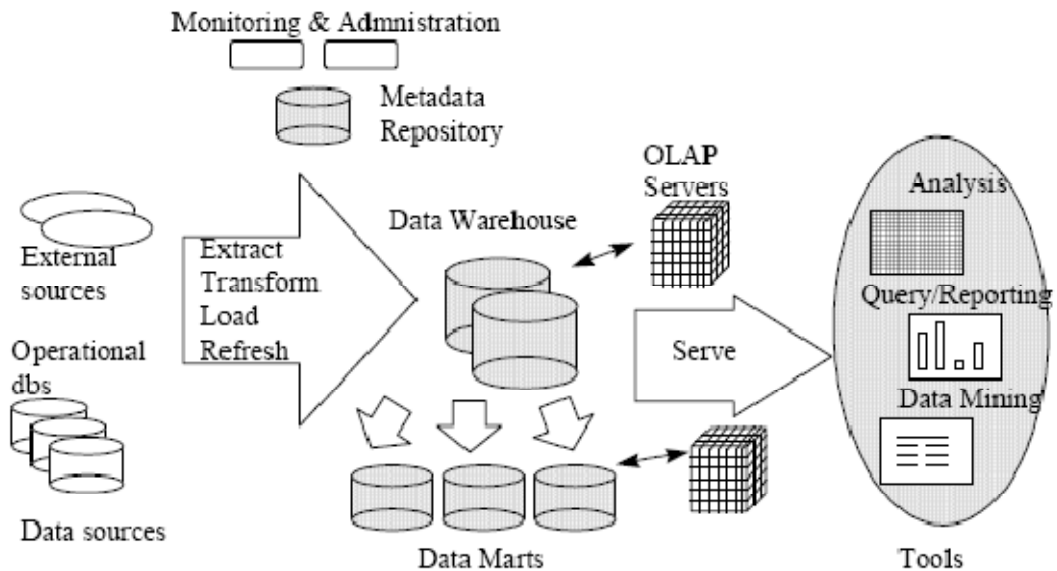 Monitoring & Admnistration
Metadata
Repository
OLAP
Servers
Analysis
Data Warehouse
External
sources
Extract
Transform
Load
Refresh
Query/Reporting
Serve
Operational
dbs
Data Mining
Data sources
Data Marts
Tools